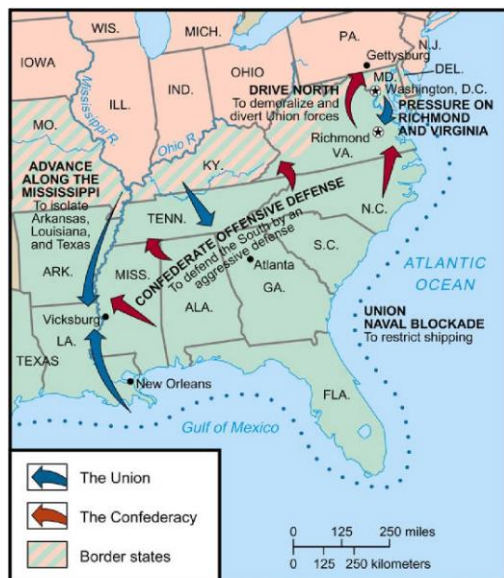 WIS.
MICH.
PA.
N.J.
Gettysburg
IOWA
OHIO
MD.
DEL.
ILL.
IND.
DRIVE NORTH
To demoralize and
divert Union forces
Washington, D.C.
PRESSURE ON
RICHMOND
AND VIRGINIA
Mississippi R.
Ohio R.
MO.
Richmond
VA.
KY.
ADVANCE
ALONG THE
MISSISSIPPI
To isolate
Arkansas,
Louisiana,
and Texas
TENN.
N.C.
CONFEDERATE OFFENSIVE DEFENSE
To defend the South by an
aggressive defense
S.C.
ATLANTIC
OCEAN
ARK.
MISS.
Atlanta
ALA.
GA.
UNION
NAVAL BLOCKADE
To restrict shipping
Vicksburg
LA.
TEXAS
New Orleans
FLA.
Gulf of Mexico
The Union
The Confederacy
Border states
0 125 250 miles
0 125 250 kilometers